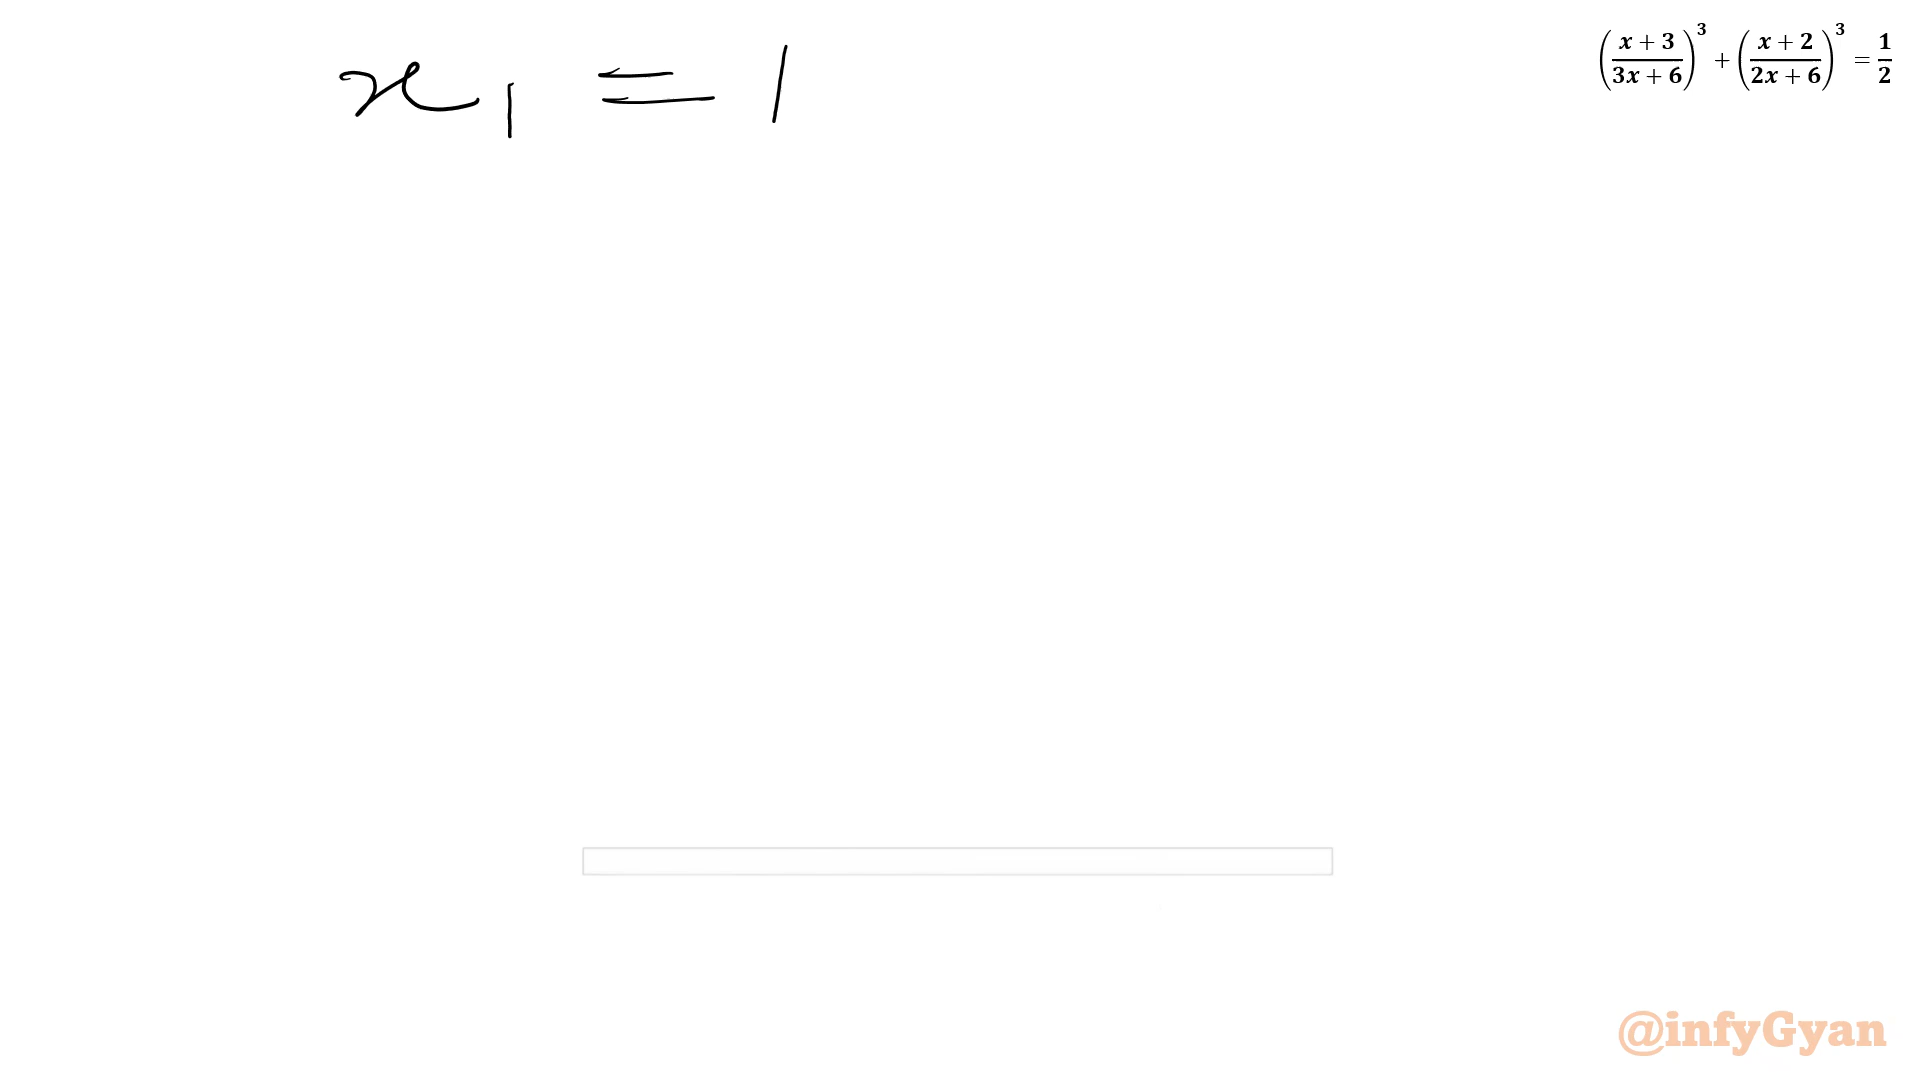 x₁ = 1
((x + 3)/(3x + 6))³ + ((x + 2)/(2x + 6))³ = 1/2
@infyGyan